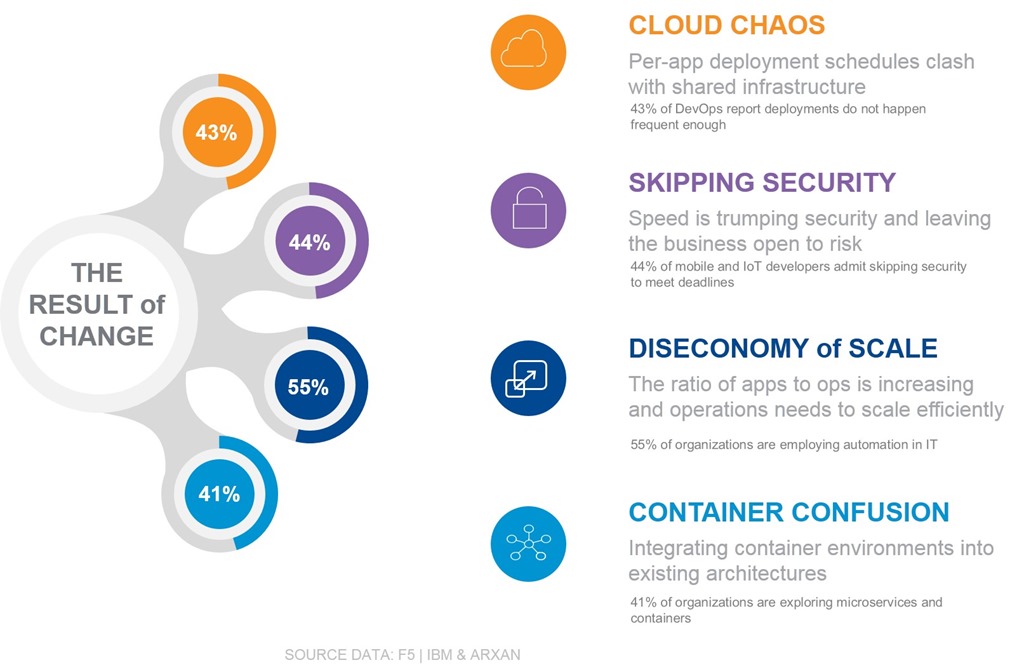 43%
44%
THE
RESULT of
CHANGE
55%
41%
CLOUD CHAOS
Per-app deployment schedules clash
with shared infrastructure
43% of DevOps report deployments do not happen
frequent enough
SKIPPING SECURITY
Speed is trumping security and leaving
the business open to risk
44% of mobile and IoT developers admit skipping security
to meet deadlines
DISECONOMY of SCALE
The ratio of apps to ops is increasing
and operations needs to scale efficiently
55% of organizations are employing automation in IT
CONTAINER CONFUSION
Integrating container environments into
existing architectures
41% of organizations are exploring microservices and
containers
SOURCE DATA: F5 | IBM & ARXAN